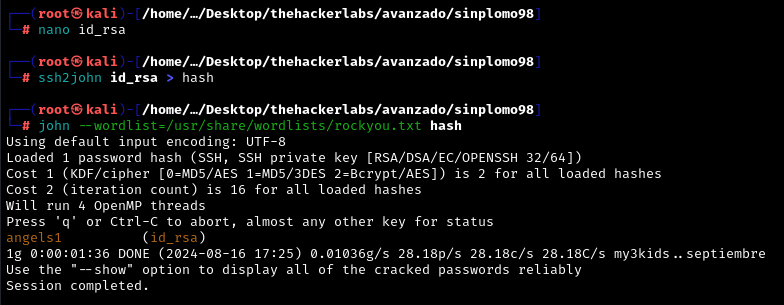 ┌──(root㉿kali)-[/home/…/Desktop/thehackerlabs/avanzado/sinplomo98]
└─# nano id_rsa
┌──(root㉿kali)-[/home/…/Desktop/thehackerlabs/avanzado/sinplomo98]
└─# ssh2john id_rsa > hash
┌──(root㉿kali)-[/home/…/Desktop/thehackerlabs/avanzado/sinplomo98]
└─# john --wordlist=/usr/share/wordlists/rockyou.txt hash
Using default input encoding: UTF-8
Loaded 1 password hash (SSH, SSH private key [RSA/DSA/EC/OPENSSH 32/64])
Cost 1 (KDF/cipher [0=MD5/AES 1=MD5/3DES 2=Bcrypt/AES]) is 2 for all loaded hashes
Cost 2 (iteration count) is 16 for all loaded hashes
Will run 4 OpenMP threads
Press 'q' or Ctrl-C to abort, almost any other key for status
angels1          (id_rsa)
1g 0:00:01:36 DONE (2024-08-16 17:25) 0.01036g/s 28.18p/s 28.18c/s 28.18C/s my3kids..septiembre
Use the "--show" option to display all of the cracked passwords reliably
Session completed.